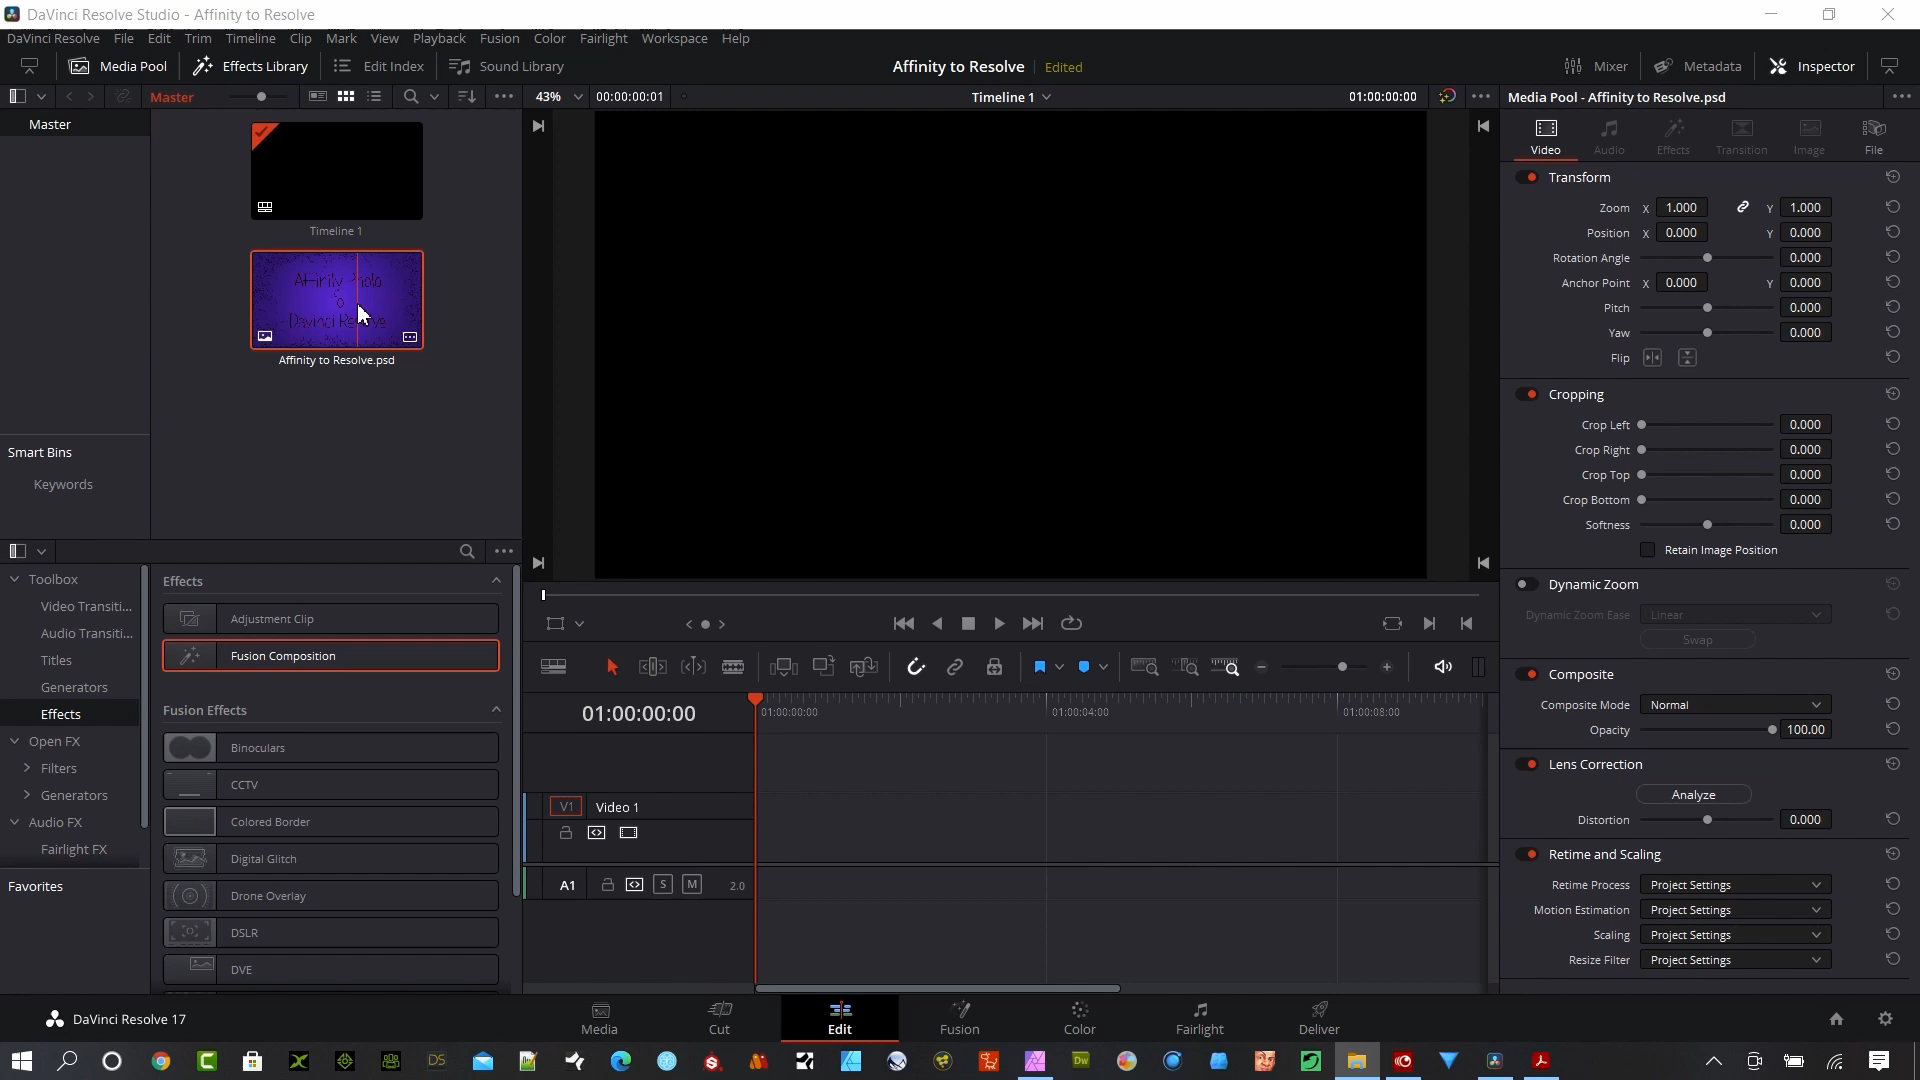 DaVinci Resolve Studio - Affinity to Resolve
DaVinci Resolve File Edit Trim Timeline Clip Mark View Playback Fusion Color Fairlight Workspace Help
Media Pool Effects Library Edit Index Sound Library Affinity to Resolve Edited Mixer Metadata Inspector
Master 43% 00:00:00:01 Timeline 1 01:00:00:00 Media Pool - Affinity to Resolve.psd
Master
Video Audio Effects Transition Image File
Transform
Zoom X 1.000 Y 1.000
Position X 0.000 Y 0.000
Rotation Angle 0.000
Anchor Point X 0.000 Y 0.000
Pitch 0.000
Yaw 0.000
Flip
Timeline 1
Affinity Photo
to
Davinci Resolve
Affinity to Resolve.psd
Cropping
Crop Left 0.000
Crop Right 0.000
Crop Top 0.000
Crop Bottom 0.000
Softness 0.000
Retain Image Position
Smart Bins
Keywords
Dynamic Zoom
Dynamic Zoom Ease Linear
Swap
Composite
Composite Mode Normal
Opacity 100.00
Lens Correction
Analyze
Distortion 0.000
Retime and Scaling
Retime Process Project Settings
Motion Estimation Project Settings
Scaling Project Settings
Resize Filter Project Settings
Toolbox
Video Transiti...
Audio Transiti...
Titles
Generators
Effects
Open FX
Filters
Generators
Audio FX
Fairlight FX
Favorites
Effects
Adjustment Clip
Fusion Composition
Fusion Effects
Binoculars
CCTV
Colored Border
Digital Glitch
Drone Overlay
DSLR
DVE
01:00:00:00 01:00:00:00 01:00:04:00 01:00:08:00
V1 Video 1
A1 S M 2.0
DaVinci Resolve 17 Media Cut Edit Fusion Color Fairlight Deliver
DS Dw